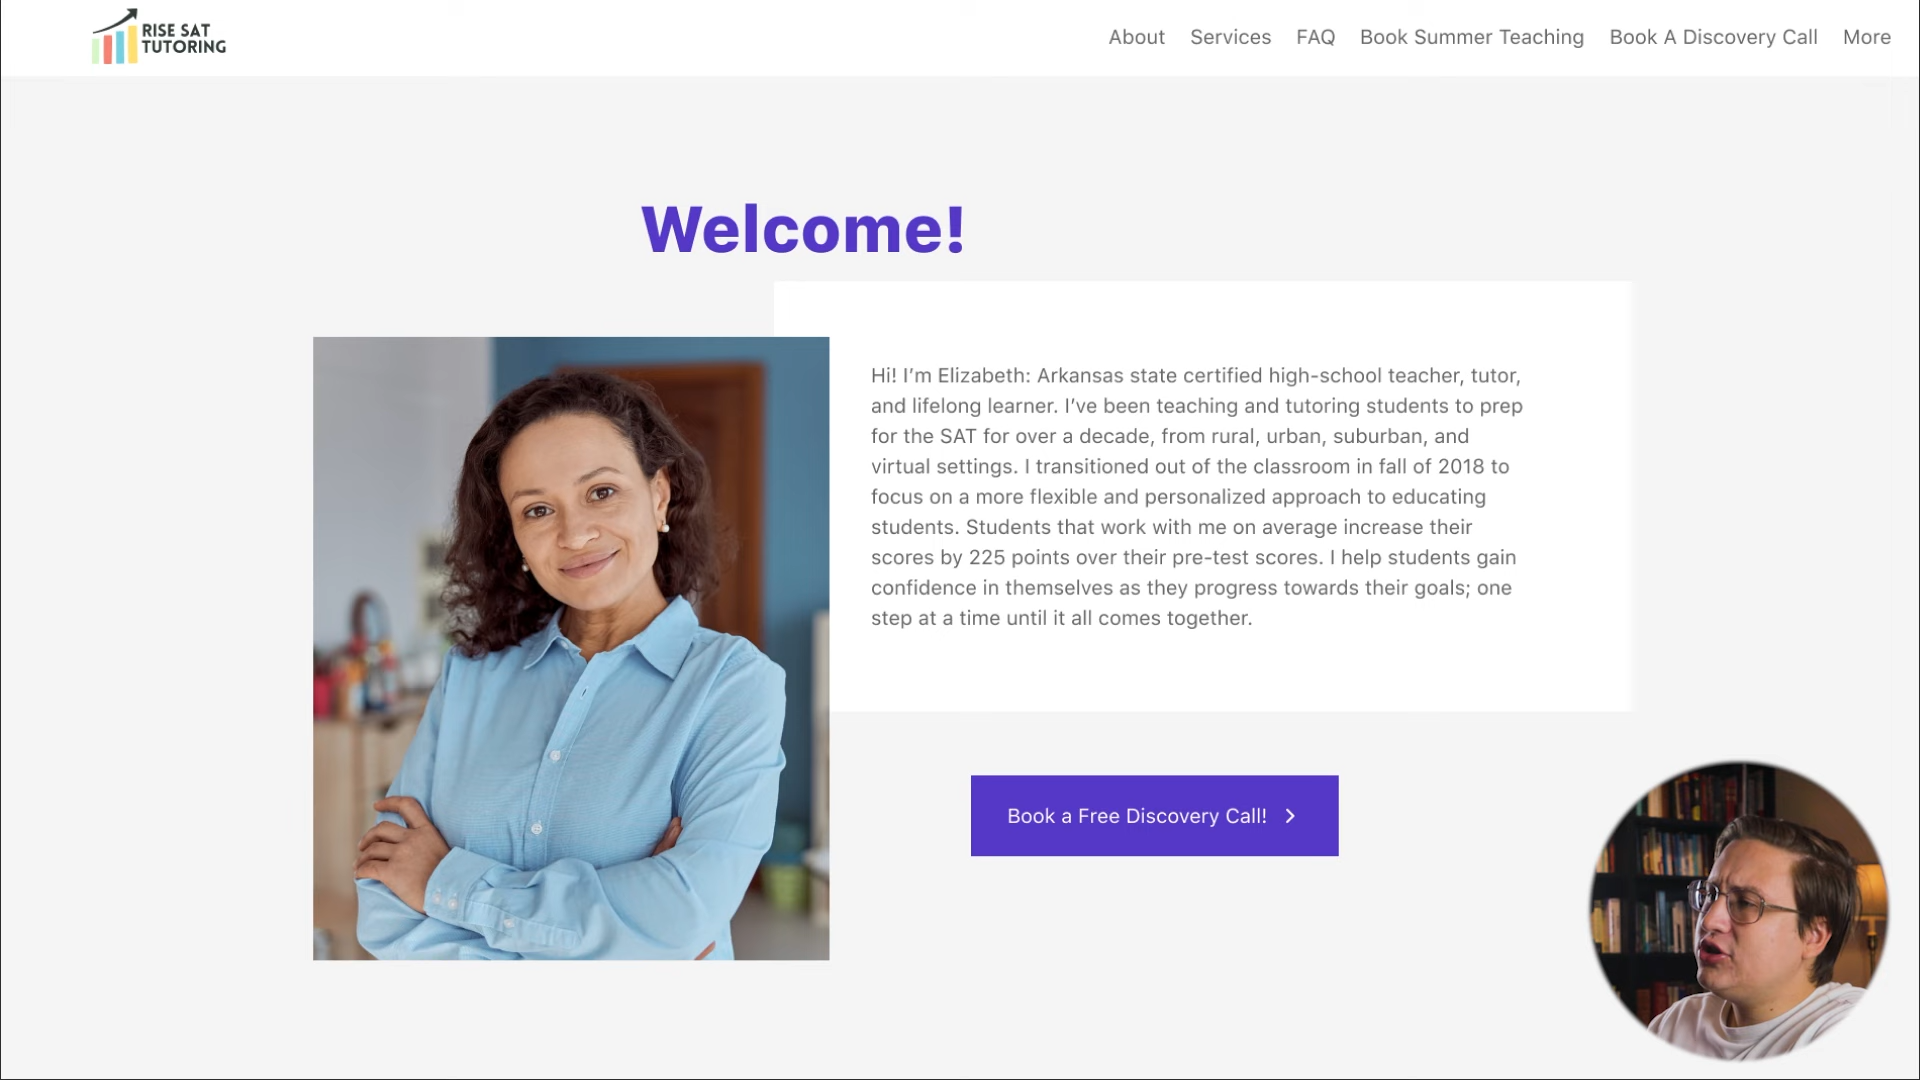 RISE SAT
TUTORING
About Services FAQ Book Summer Teaching Book A Discovery Call More
Welcome!
Hi! I’m Elizabeth: Arkansas state certified high-school teacher, tutor,
and lifelong learner. I’ve been teaching and tutoring students to prep
for the SAT for over a decade, from rural, urban, suburban, and
virtual settings. I transitioned out of the classroom in fall of 2018 to
focus on a more flexible and personalized approach to educating
students. Students that work with me on average increase their
scores by 225 points over their pre-test scores. I help students gain
confidence in themselves as they progress towards their goals; one
step at a time until it all comes together.
Book a Free Discovery Call!